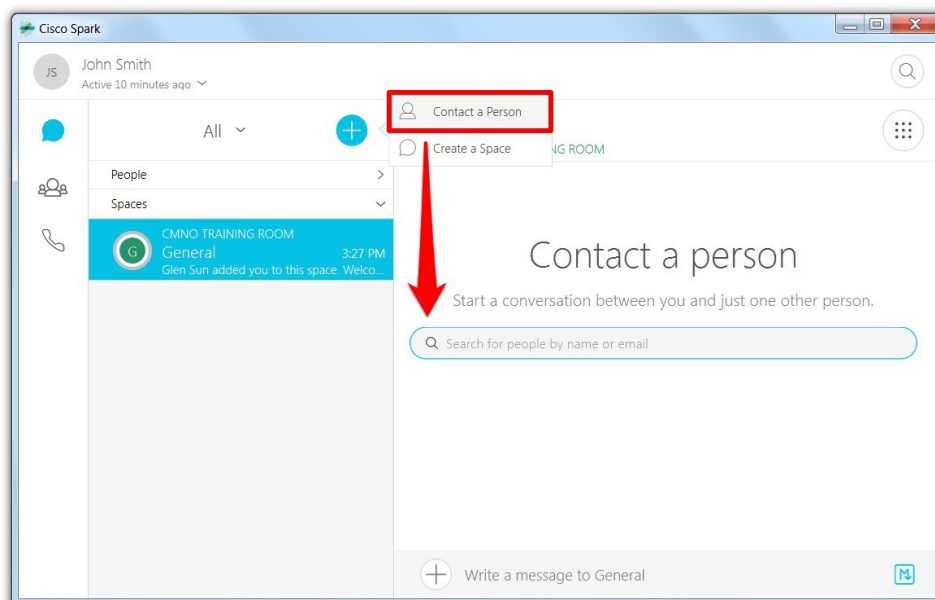 Cisco Spark
JS
John Smith
Active 10 minutes ago
All
Contact a Person
Create a Space
NG ROOM
People
Spaces
G
CMNO TRAINING ROOM
General 3:27 PM
Glen Sun added you to this space. Welco...
Contact a person
Start a conversation between you and just one other person.
Search for people by name or email
Write a message to General
M